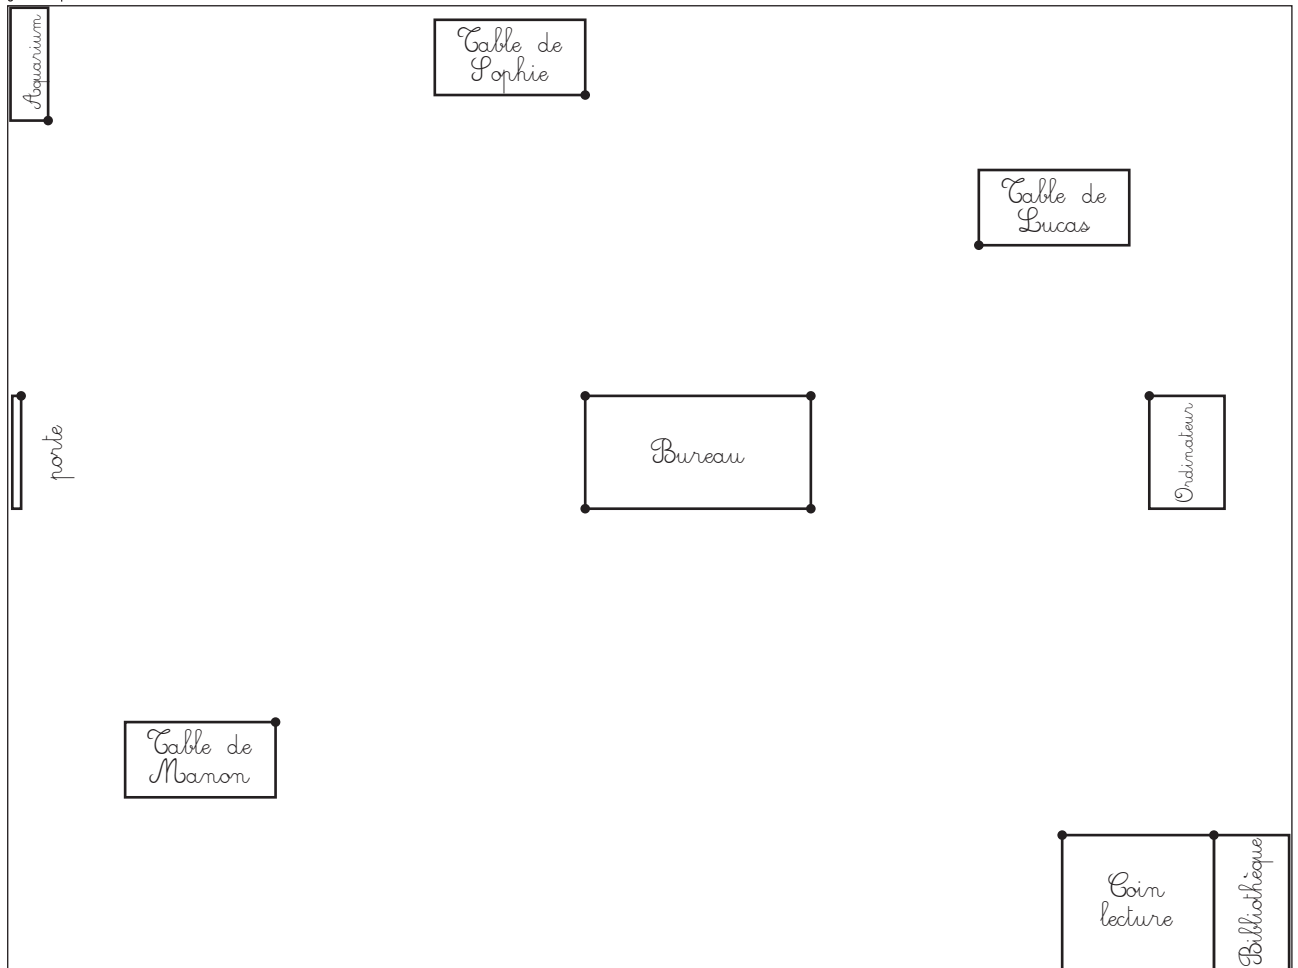 Aquarium
Table de
Sophie
Table de
Lucas
porte
Bureau
Ordinateur
Table de
Manon
Coin
lecture
Bibliothèque